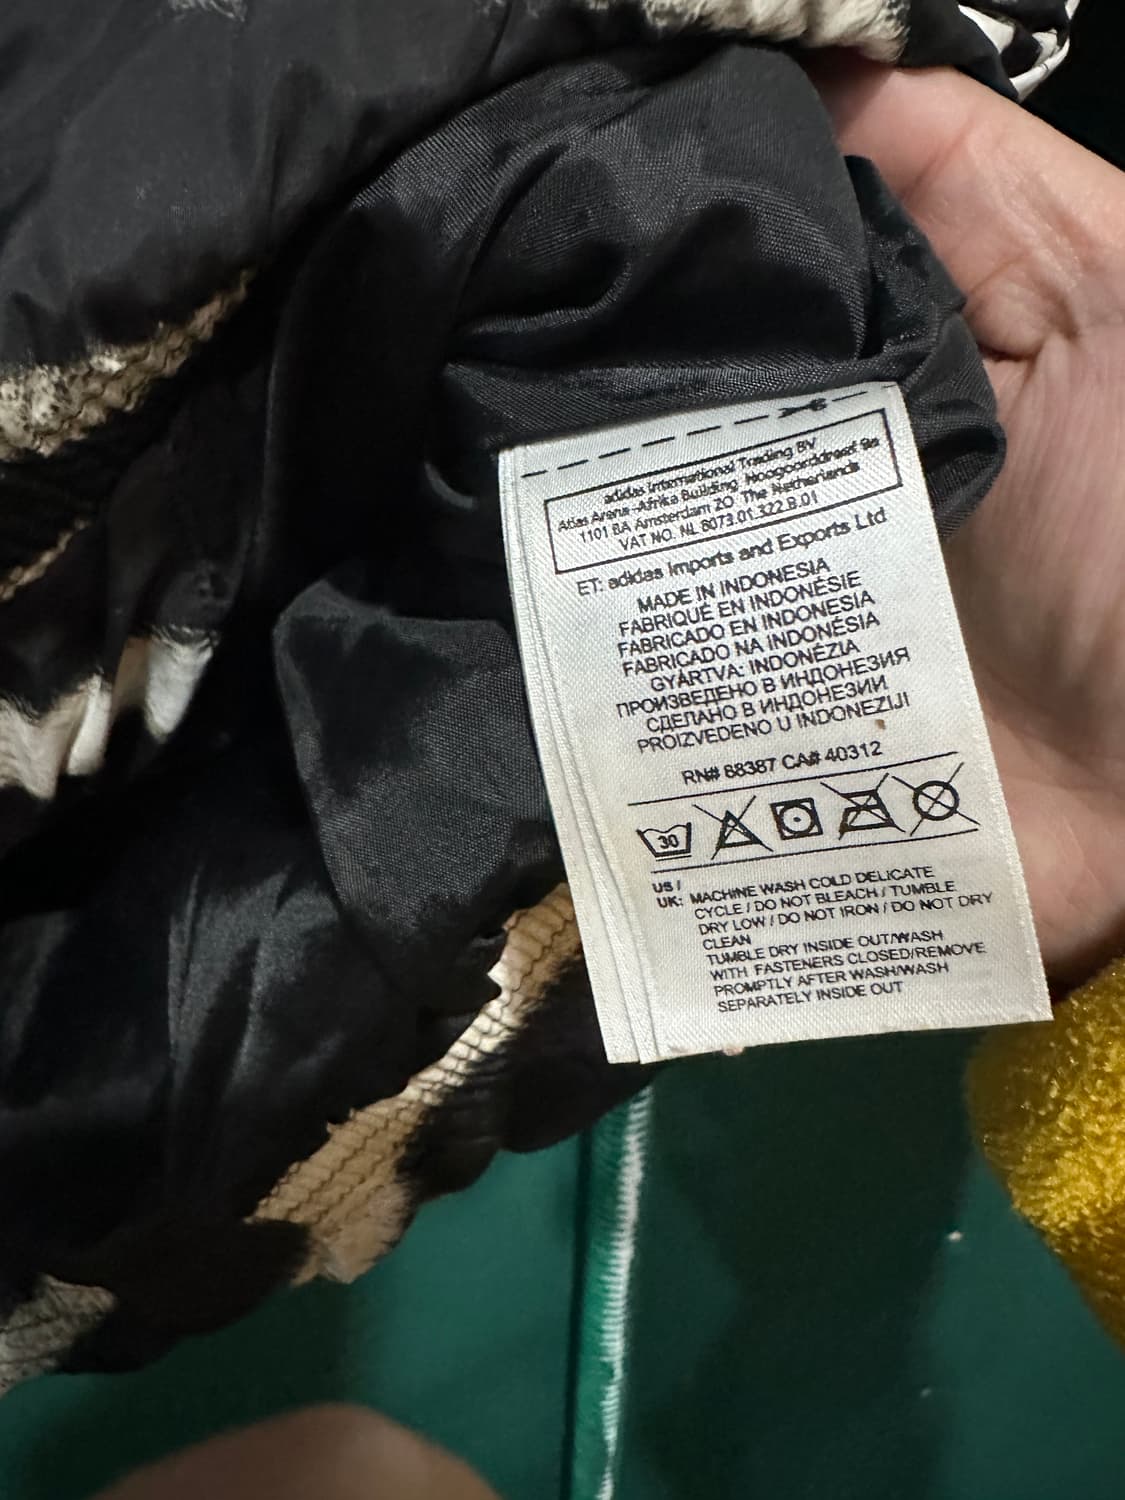 adidas International Trading BV
Atlas Arena-Afrika Building Hoogoorddreef 9a
1101 BA Amsterdam ZO The Netherlands
VAT NO. NL 8073.01.322.B.01
ET: adidas Imports and Exports Ltd
MADE IN INDONESIA
FABRIQUÉ EN INDONÉSIE
FABRICADO EN INDONESIA
FABRICADO NA INDONÉSIA
GYÁRTVA: INDONÉZIA
ПРОИЗВЕДЕНО В ИНДОНЕЗИЯ
СДЕЛАНО В ИНДОНЕЗИИ
PROIZVEDENO U INDONEZIJI
RN# 88387 CA# 40312
30
US /
UK: MACHINE WASH COLD DELICATE
CYCLE / DO NOT BLEACH / TUMBLE
DRY LOW / DO NOT IRON / DO NOT DRY
CLEAN
TUMBLE DRY INSIDE OUT/WASH
WITH FASTENERS CLOSED/REMOVE
PROMPTLY AFTER WASH/WASH
SEPARATELY INSIDE OUT